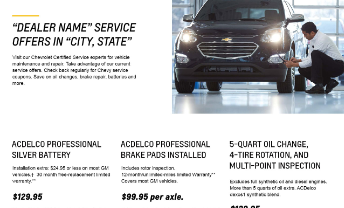 "DEALER NAME" SERVICE
OFFERS IN "CITY, STATE"
Visit our Chevrolet Certified Service experts for vehicle
maintenance and repair. Take advantage of our current
service offers. Check back regularly for Chevy service
coupons. Save on oil changes, brake repair, batteries and
more.
ACDELCO PROFESSIONAL
SILVER BATTERY
Installation extra: $24.95 or less on most GM
vehicles. 30 month free-replacement limited
warranty.**
$129.95
ACDELCO PROFESSIONAL
BRAKE PADS INSTALLED
Includes rotor inspection.
12-month/unlimited-miles limited Warranty**
Covers most GM vehicles.
$99.95 per axle.
5-QUART OIL CHANGE,
4-TIRE ROTATION, AND
MULTI-POINT INSPECTION
Excludes full synthetic oil and diesel engines.
More than 5 quarts of oil extra. ACDelco
dexos1 synthetic blend